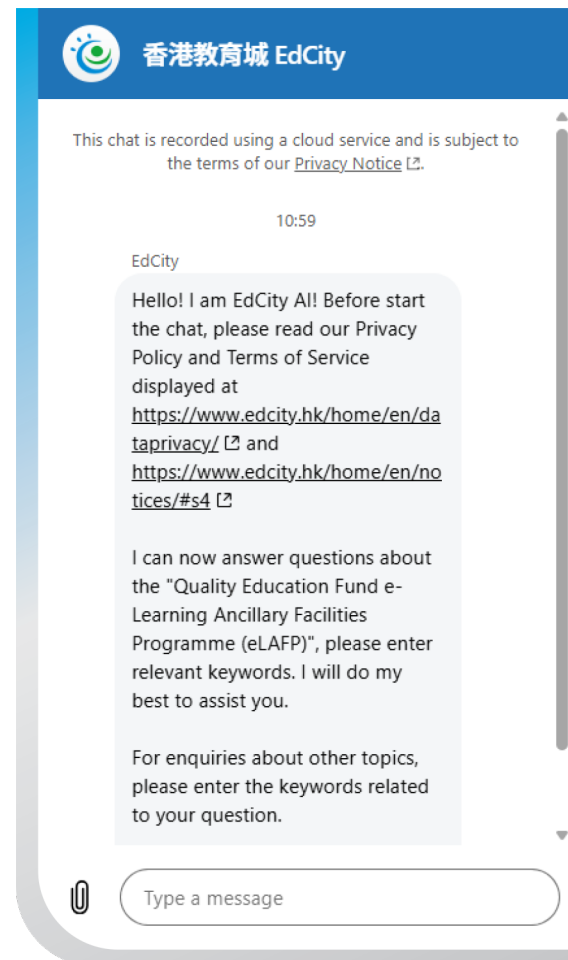 香港教育城 EdCity
This chat is recorded using a cloud service and is subject to
the terms of our Privacy Notice.
10:59
EdCity
Hello! I am EdCity AI! Before start
the chat, please read our Privacy
Policy and Terms of Service
displayed at
https://www.edcity.hk/home/en/da
taprivacy/ and
https://www.edcity.hk/home/en/no
tices/#s4
I can now answer questions about
the "Quality Education Fund e-
Learning Ancillary Facilities
Programme (eLAFP)", please enter
relevant keywords. I will do my
best to assist you.
For enquiries about other topics,
please enter the keywords related
to your question.
Type a message